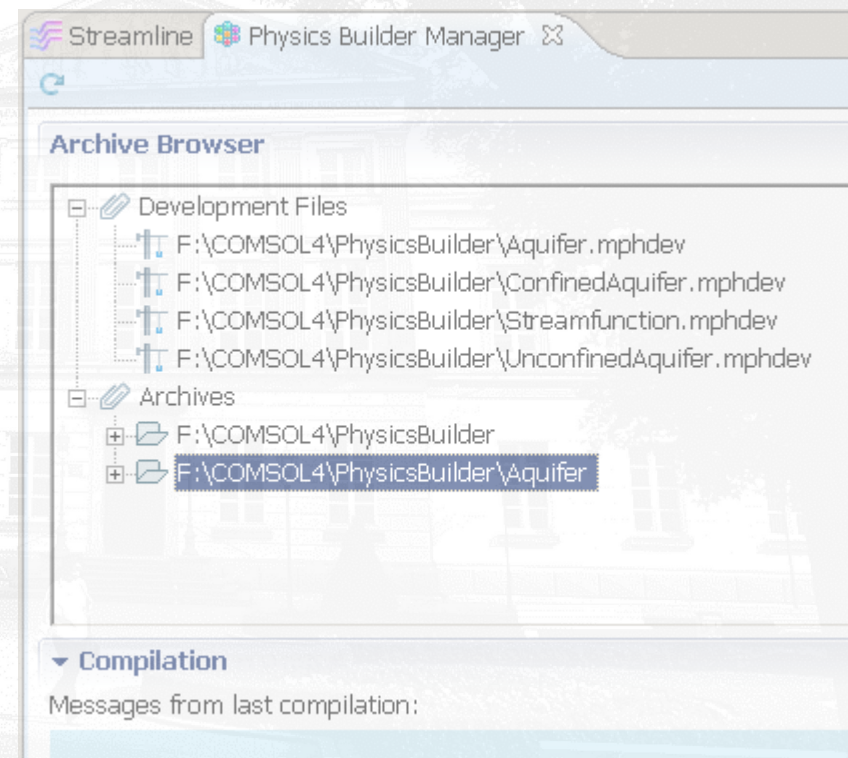 Streamline Physics Builder Manager
Archive Browser
Development Files
F:\COMSOL4\PhysicsBuilder\Aquifer.mphdev
F:\COMSOL4\PhysicsBuilder\ConfinedAquifer.mphdev
F:\COMSOL4\PhysicsBuilder\Streamfunction.mphdev
F:\COMSOL4\PhysicsBuilder\UnconfinedAquifer.mphdev
Archives
F:\COMSOL4\PhysicsBuilder
F:\COMSOL4\PhysicsBuilder\Aquifer
Compilation
Messages from last compilation: